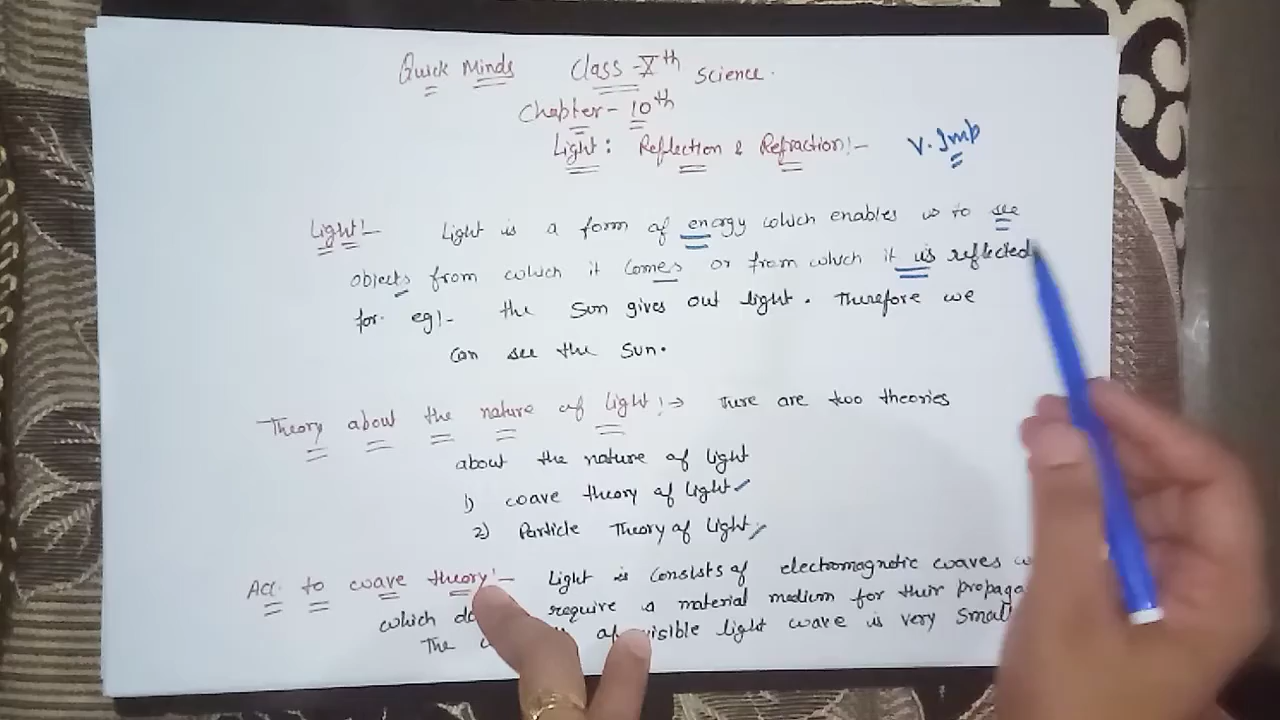 Quick Minds Class-Xth Science.
Chapter- 10th
Light: Reflection & Refraction!- V. Imp
Light!- Light is a form of energy which enables us to see
objects from which it comes or from which it is reflected
for eg!- the Sun gives out light. Therefore we
can see the Sun.
Theory about the nature of light!→ There are two theories
about the nature of light
1) wave theory of light
2) Particle Theory of light
Acc. to wave theory!- Light is consists of electromagnetic waves
which require a material medium for their
The of visible light wave is very small